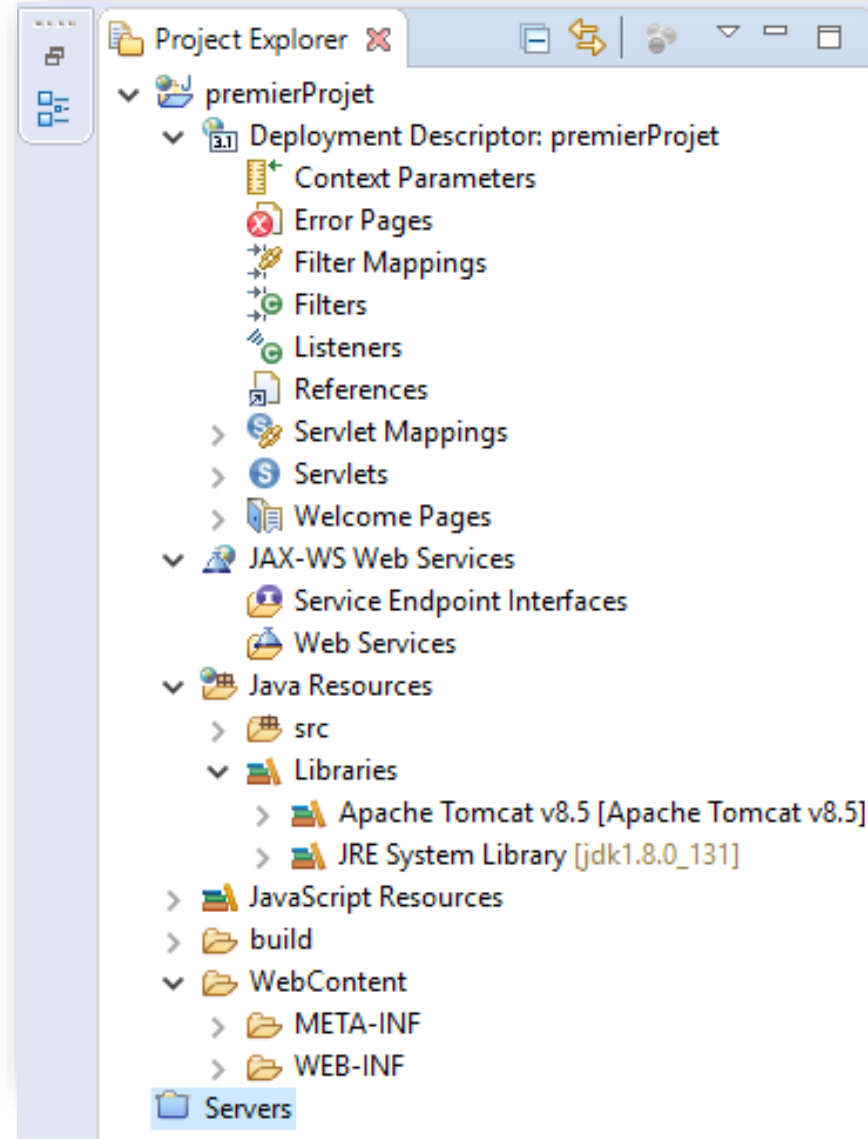 Project Explorer
premierProjet
3.1 Deployment Descriptor: premierProjet
Context Parameters
Error Pages
Filter Mappings
Filters
Listeners
References
Servlet Mappings
Servlets
Welcome Pages
JAX-WS Web Services
Service Endpoint Interfaces
Web Services
Java Resources
src
Libraries
Apache Tomcat v8.5 [Apache Tomcat v8.5]
JRE System Library [jdk1.8.0_131]
JavaScript Resources
build
WebContent
META-INF
WEB-INF
Servers